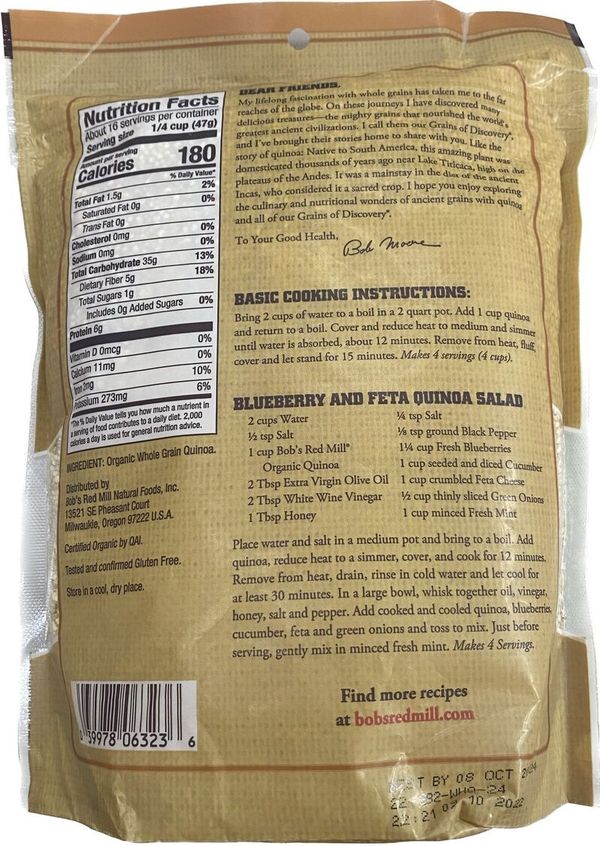 Nutrition Facts
About 16 servings per container
Serving size 1/4 cup (47g)
Amount per serving
Calories 180
% Daily Value*
Total Fat 1.5g 2%
Saturated Fat 0g 0%
Trans Fat 0g
Cholesterol 0mg 0%
Sodium 0mg 0%
Total Carbohydrate 35g 13%
Dietary Fiber 5g 18%
Total Sugars 1g
Includes 0g Added Sugars 0%
Protein 6g
Vitamin D 0mcg 0%
Calcium 11mg 0%
Iron 2mg 10%
Potassium 273mg 6%
*The % Daily Value tells you how much a nutrient in
a serving of food contributes to a daily diet. 2,000
calories a day is used for general nutrition advice.
INGREDIENT: Organic Whole Grain Quinoa.
Distributed by
Bob's Red Mill Natural Foods, Inc.
13521 SE Pheasant Court
Milwaukie, Oregon 97222 U.S.A.
Certified Organic by QAI.
Tested and confirmed Gluten Free.
Store in a cool, dry place.
0 39978 06323 6
DEAR FRIENDS,
My lifelong fascination with whole grains has taken me to the far
reaches of the globe. On these journeys I have discovered many
delicious treasures—the mighty grains that nourished the world's
greatest ancient civilizations. I call them our Grains of Discovery®,
and I've brought their stories home to share with you. Like the
story of quinoa: Native to South America, this amazing plant was
domesticated thousands of years ago near Lake Titicaca, high on the
plateaus of the Andes. It was a mainstay in the diet of the ancient
Incas, who considered it a sacred crop. I hope you enjoy exploring
the culinary and nutritional wonders of ancient grains with quinoa
and all of our Grains of Discovery®.
To Your Good Health,
Bob Moore
BASIC COOKING INSTRUCTIONS:
Bring 2 cups of water to a boil in a 2 quart pot. Add 1 cup quinoa
and return to a boil. Cover and reduce heat to medium and simmer
until water is absorbed, about 12 minutes. Remove from heat, fluff,
cover and let stand for 15 minutes. Makes 4 servings (4 cups).
BLUEBERRY AND FETA QUINOA SALAD
2 cups Water
½ tsp Salt
1 cup Bob's Red Mill®
Organic Quinoa
2 Tbsp Extra Virgin Olive Oil
2 Tbsp White Wine Vinegar
1 Tbsp Honey
¼ tsp Salt
⅛ tsp ground Black Pepper
1¼ cup Fresh Blueberries
1 cup seeded and diced Cucumber
1 cup crumbled Feta Cheese
½ cup thinly sliced Green Onions
1 cup minced Fresh Mint
Place water and salt in a medium pot and bring to a boil. Add
quinoa, reduce heat to a simmer, cover, and cook for 12 minutes.
Remove from heat, drain, rinse in cold water and let cool for
at least 30 minutes. In a large bowl, whisk together oil, vinegar,
honey, salt and pepper. Add cooked and cooled quinoa, blueberries,
cucumber, feta and green onions and toss to mix. Just before
serving, gently mix in minced fresh mint. Makes 4 Servings.
Find more recipes
at bobsredmill.com
BY 08 OCT
22
22:21 10 2022